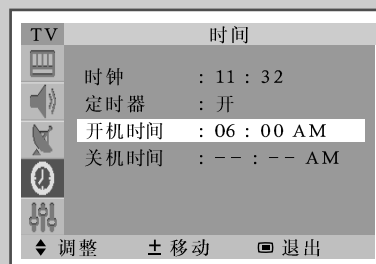 TV 时间
时钟 : 11 : 32
定时器 : 开
开机时间 : 06 : 00 AM
关机时间 : -- : -- AM
调整 ± 移动 退出